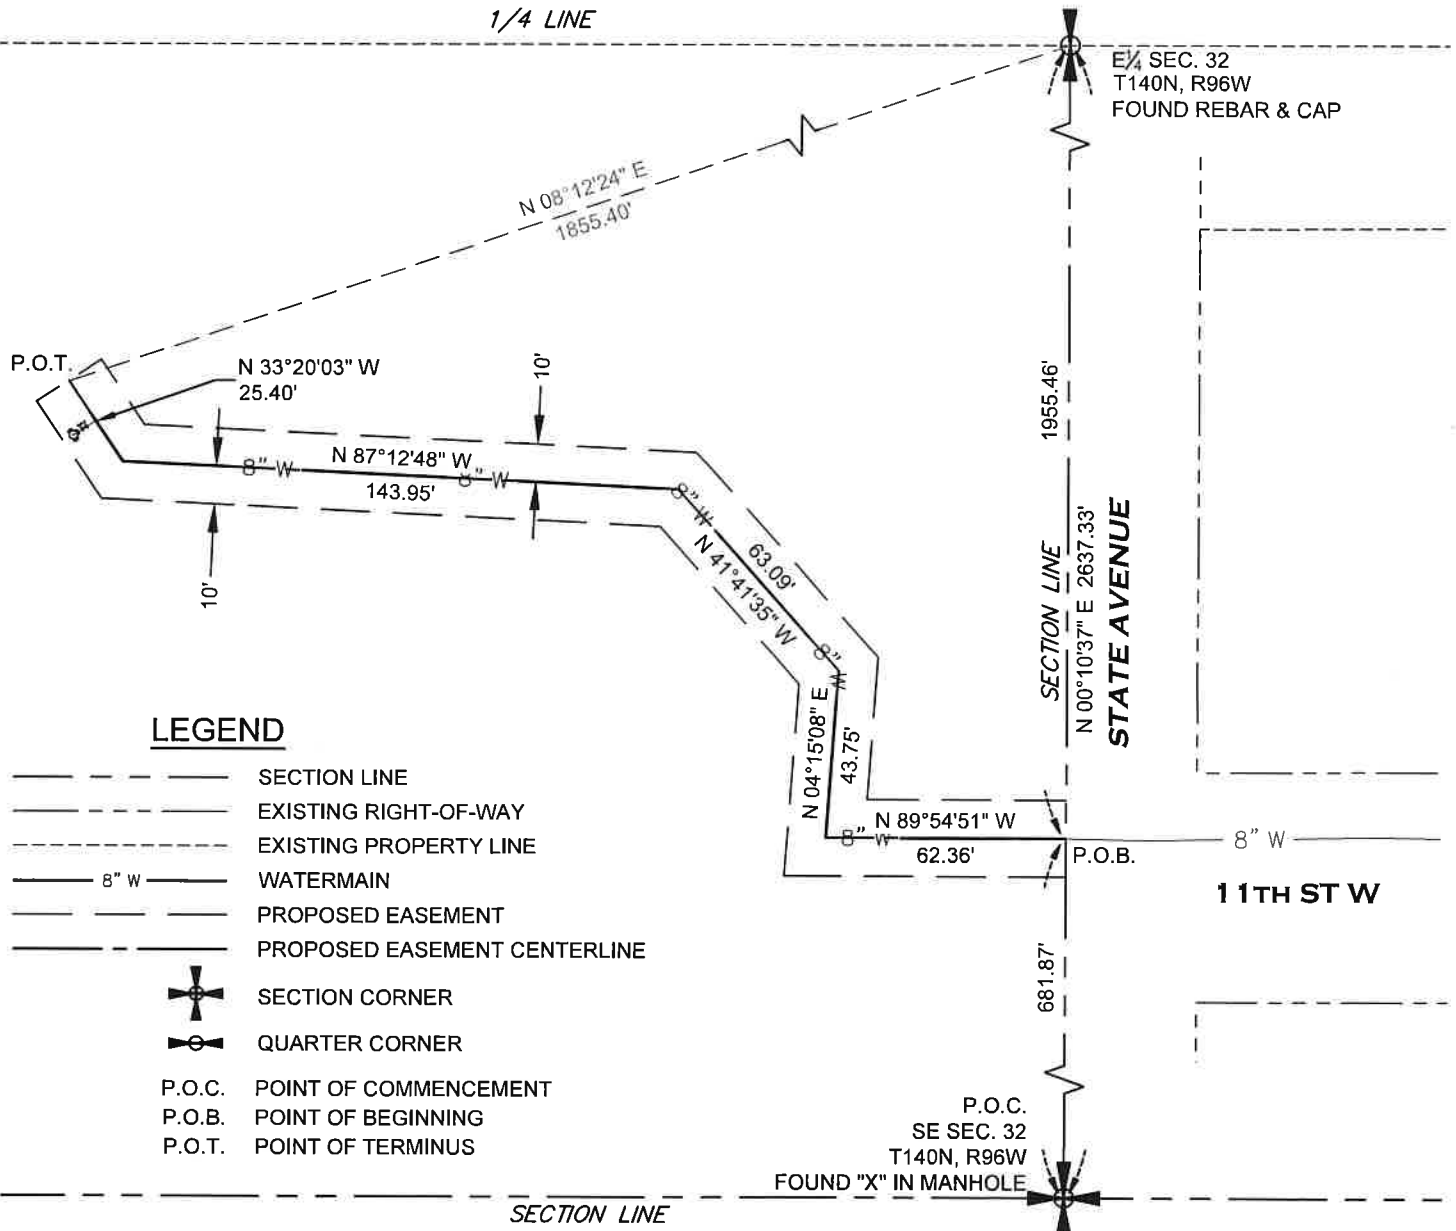 1/4 LINE
E1/4 SEC. 32
T140N, R96W
FOUND REBAR & CAP
N 08°12'24" E
1855.40'
P.O.T.
N 33°20'03" W
25.40'
10'
8" W
N 87°12'48" W
8" W
143.95'
10'
8" W
63.09'
N 41°41'35" W
8" W
N 04°15'08" E
43.75'
8" W
N 89°54'51" W
62.36'
P.O.B.
1955.46'
SECTION LINE
N 00°10'37" E 2637.33'
STATE AVENUE
8" W
11TH ST W
681.87'
LEGEND
SECTION LINE
EXISTING RIGHT-OF-WAY
EXISTING PROPERTY LINE
8" W
WATERMAIN
PROPOSED EASEMENT
PROPOSED EASEMENT CENTERLINE
SECTION CORNER
QUARTER CORNER
P.O.C. POINT OF COMMENCEMENT
P.O.B. POINT OF BEGINNING
P.O.T. POINT OF TERMINUS
P.O.C.
SE SEC. 32
T140N, R96W
FOUND "X" IN MANHOLE
SECTION LINE